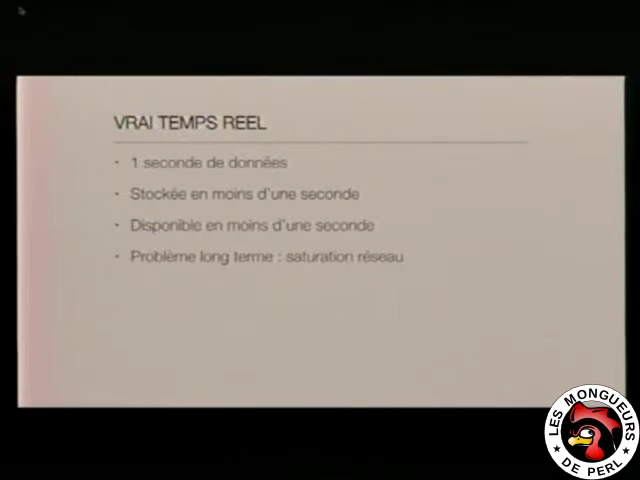 VRAI TEMPS REEL
• 1 seconde de données
• Stockée en moins d'une seconde
• Disponible en moins d'une seconde
• Problème long terme : saturation réseau
LES MONGUEURS
★ DE PERL ★